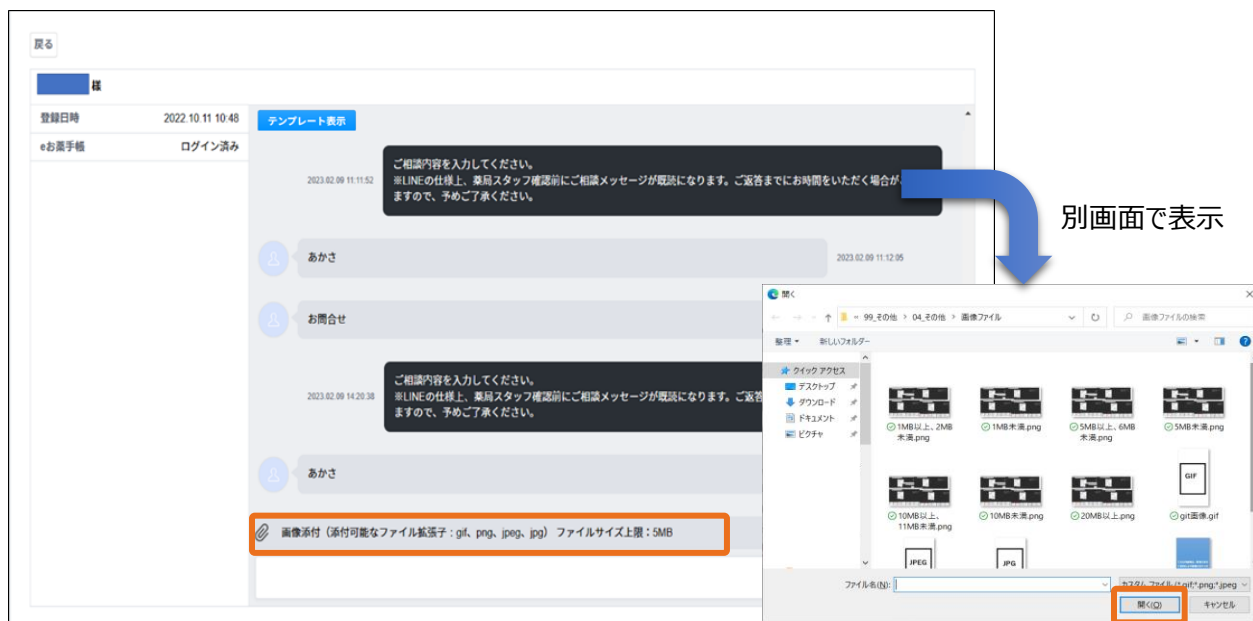 戻る
様
登録日時 2022.10.11 10:48
eお薬手帳 ログイン済み
テンプレート表示
2023.02.09 11:11:52
ご相談内容を入力してください。
※LINEの仕様上、薬局スタッフ確認前にご相談メッセージが既読になります。ご返答までにお時間をいただく場合が
ますので、予めご了承ください。
あかさ
2023.02.09 11:12:05
お問合せ
2023.02.09 14:20:38
ご相談内容を入力してください。
※LINEの仕様上、薬局スタッフ確認前にご相談メッセージが既読になります。ご返答
ますので、予めご了承ください。
あかさ
画像添付（添付可能なファイル拡張子：gif、png、jpeg、jpg） ファイルサイズ上限：5MB
別画面で表示
開く
« 99_その他 > 04_その他 > 画像ファイル
画像ファイルの検索
整理 新しいフォルダー
クイック アクセス
デスクトップ
ダウンロード
ドキュメント
ピクチャ
1MB以上、2MB
未満.png
1MB未満.png
5MB以上、6MB
未満.png
5MB未満.png
10MB以上、
11MB未満.png
10MB未満.png
20MB以上.png
GIF
git画像.gif
JPEG
JPG
ファイル名(N):
カスタム ファイル (*.gif;*.png;*.jpeg
開く(O)
キャンセル